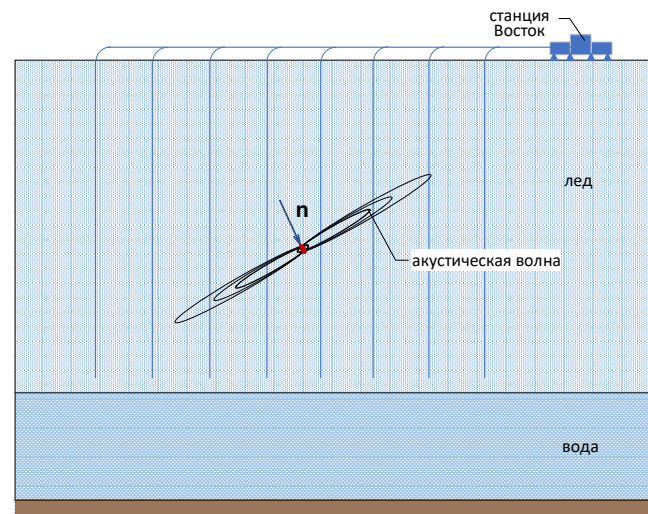 станция
Восток
лед
n
акустическая волна
вода